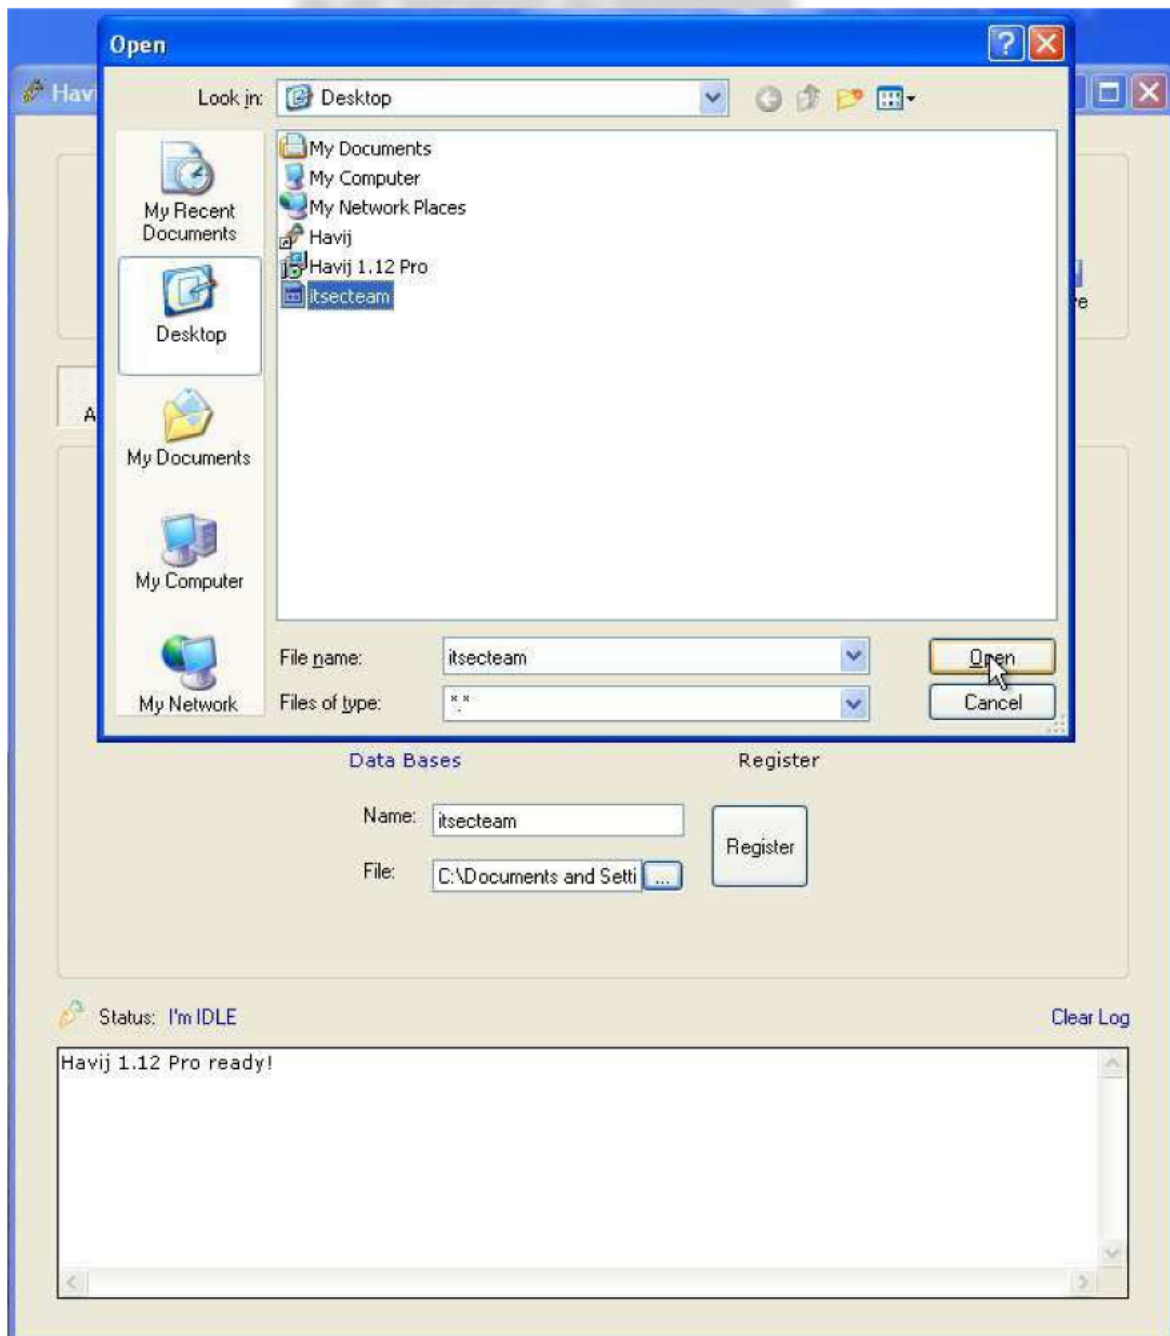 Open
Hav
Look in:
Desktop
My Recent
Documents
Desktop
My Documents
My Computer
My Network
My Documents
My Computer
My Network Places
Havij
Havij 1.12 Pro
itsecteam
File name:
itsecteam
Open
Files of type:
*.*
Cancel
A
Data Bases
Register
Name:
itsecteam
File:
C:\Documents and Setti
...
Register
Status: I'm IDLE
Clear Log
Havij 1.12 Pro ready!